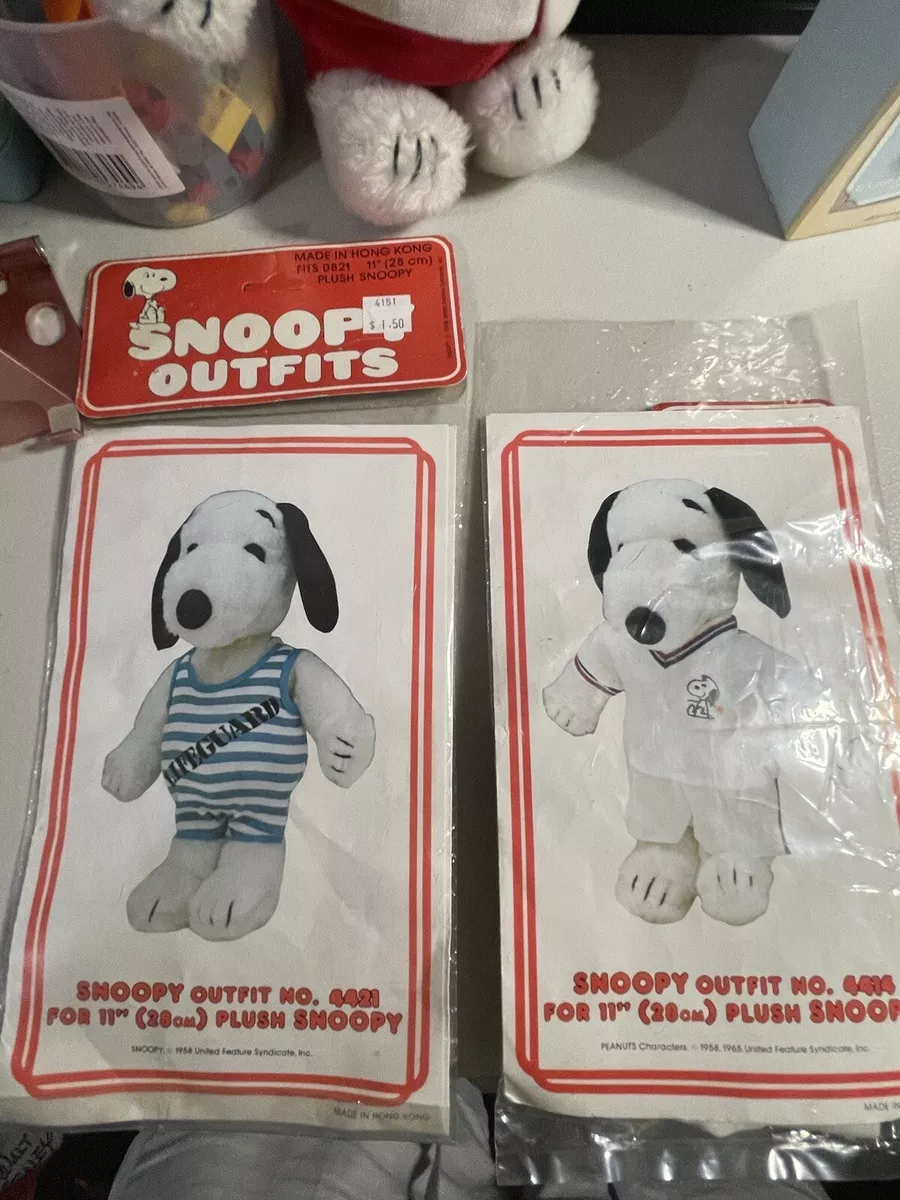 MADE IN HONG KONG
FITS 0821 11" (28 cm)
PLUSH SNOOPY
4151
$ 1.50
SNOOPY
OUTFITS
LIFEGUARD
SNOOPY OUTFIT NO. 4421
FOR 11" (28cm) PLUSH SNOOPY
SNOOPY: © 1958 United Feature Syndicate, Inc.
MADE IN HONG KONG
SNOOPY OUTFIT NO. 4414
FOR 11" (28cm) PLUSH SNOOP
PEANUTS Characters: © 1958, 1965 United Feature Syndicate, Inc.
MADE IN